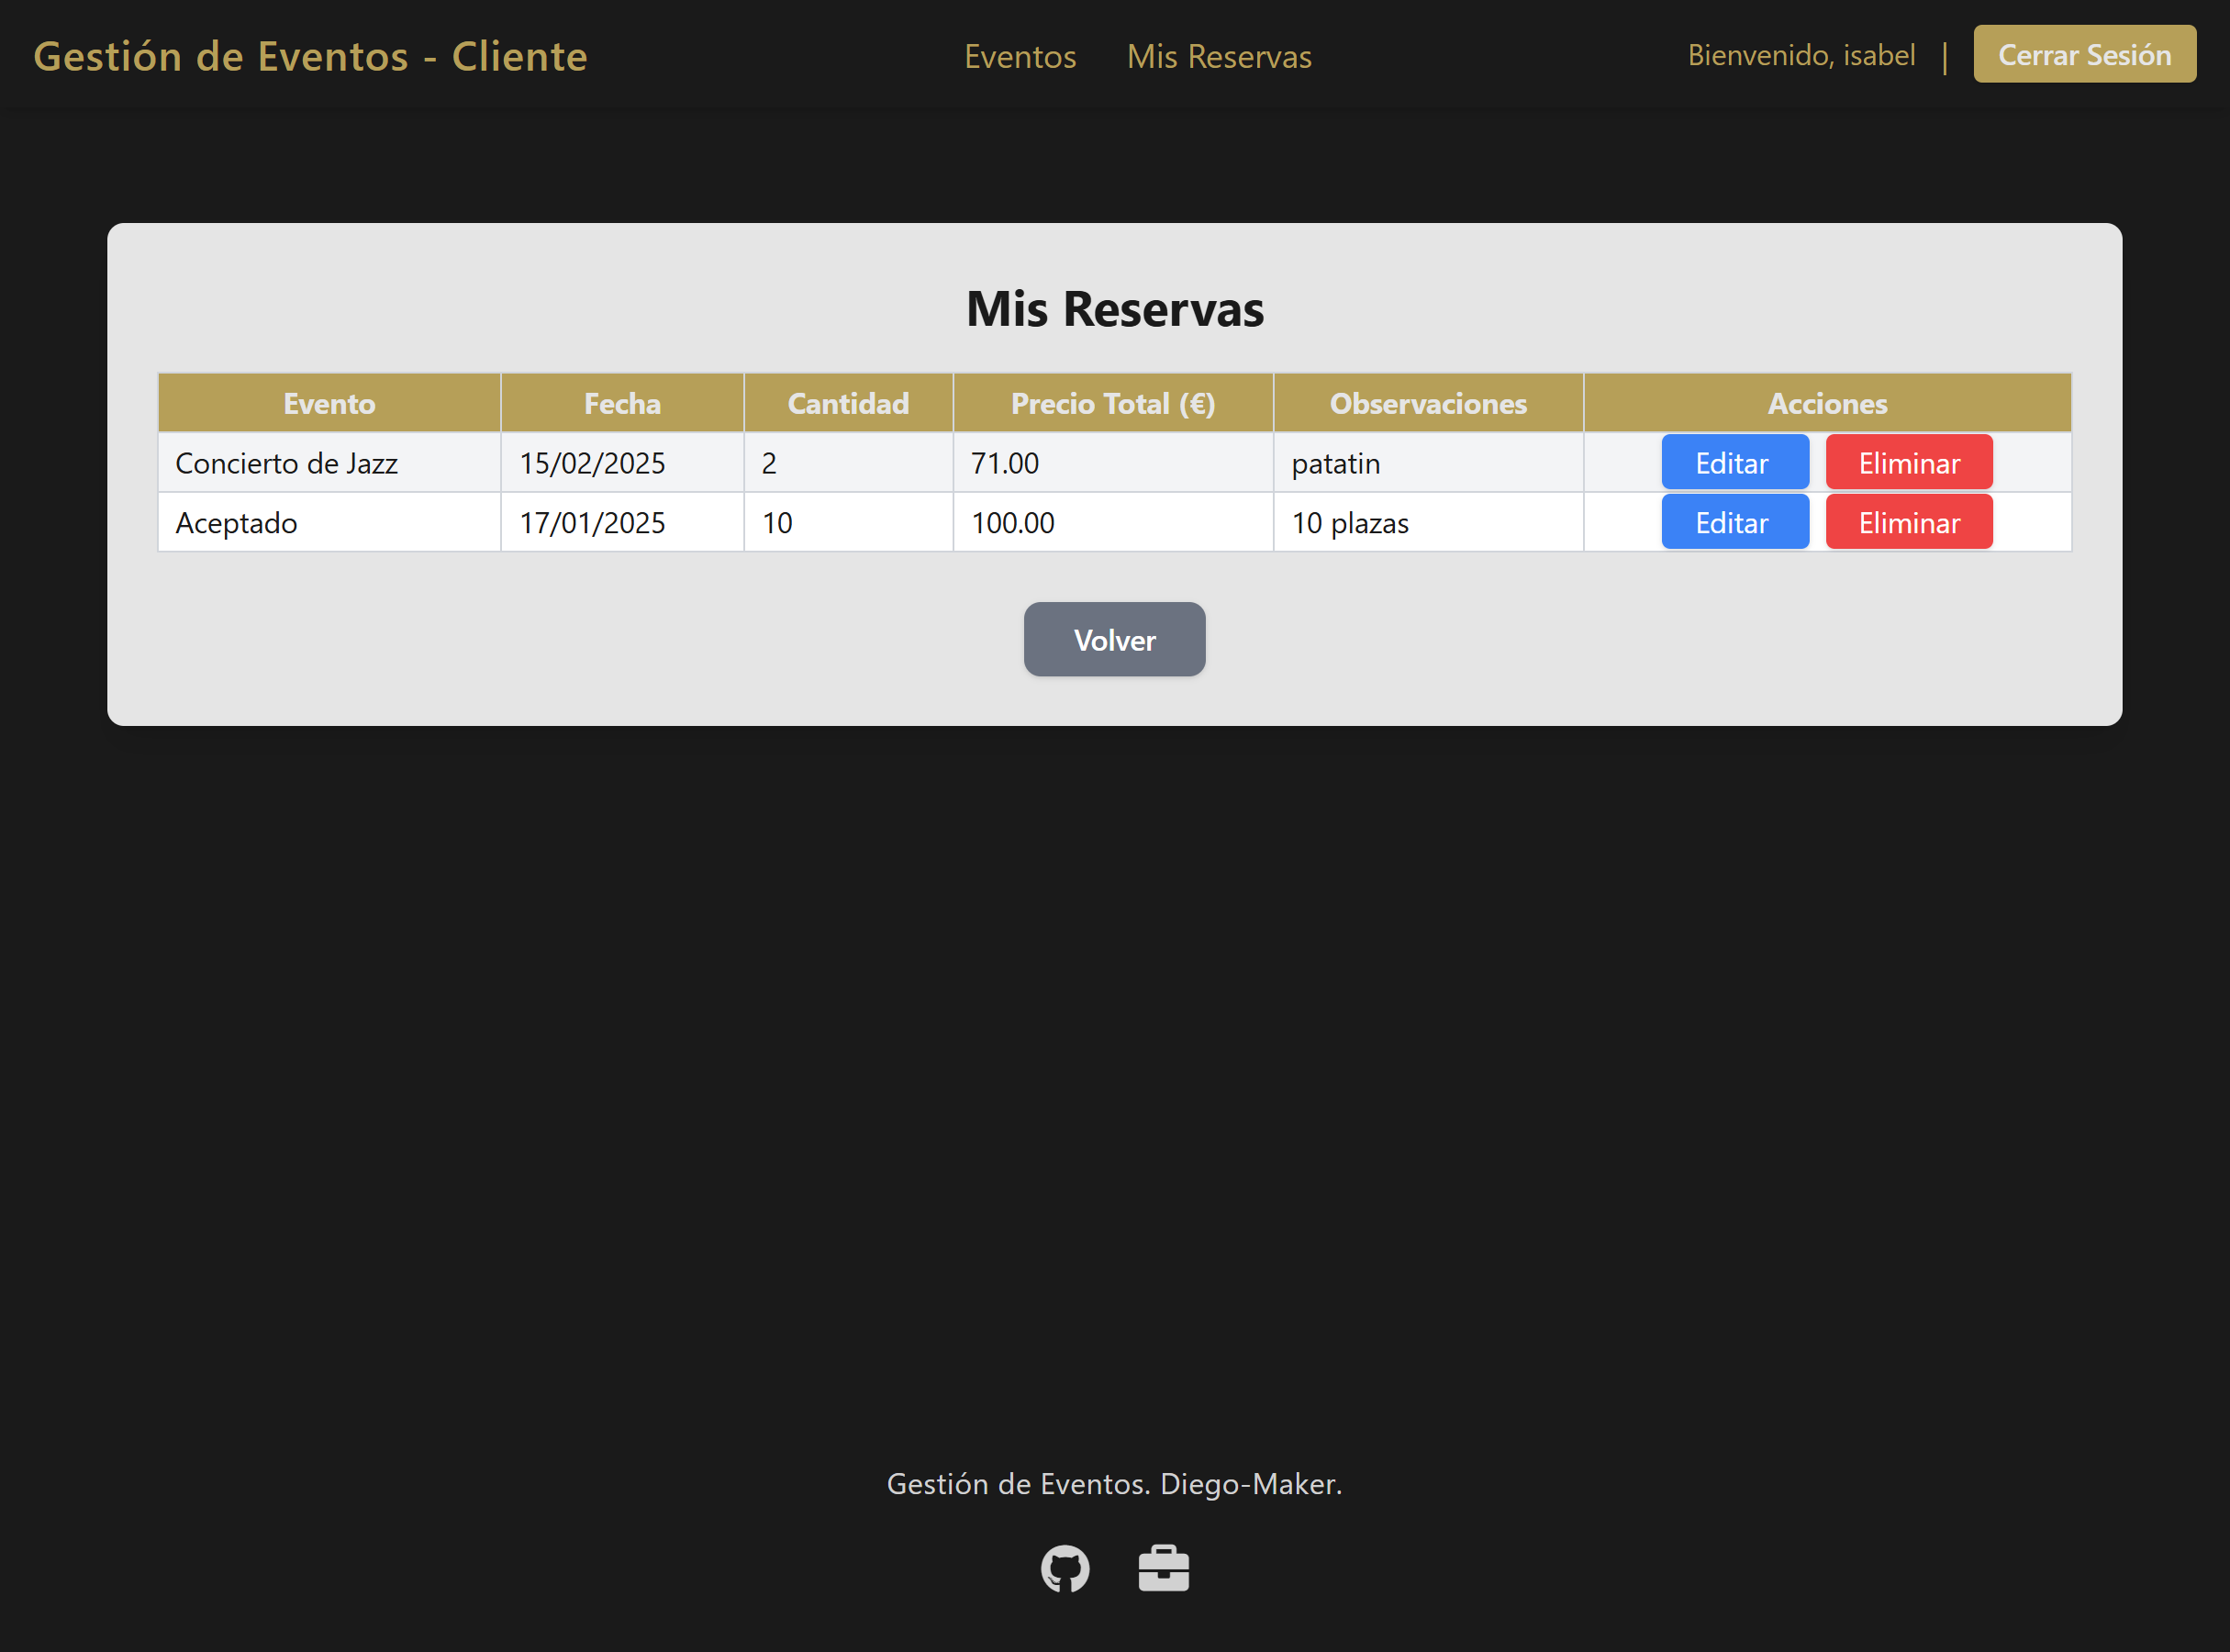 Gestión de Eventos - Cliente
Eventos
Mis Reservas
Bienvenido, isabel | Cerrar Sesión
Mis Reservas
Evento Fecha Cantidad Precio Total (€) Observaciones Acciones
Concierto de Jazz 15/02/2025 2 71.00 patatin Editar Eliminar
Aceptado 17/01/2025 10 100.00 10 plazas Editar Eliminar
Volver
Gestión de Eventos. Diego-Maker.